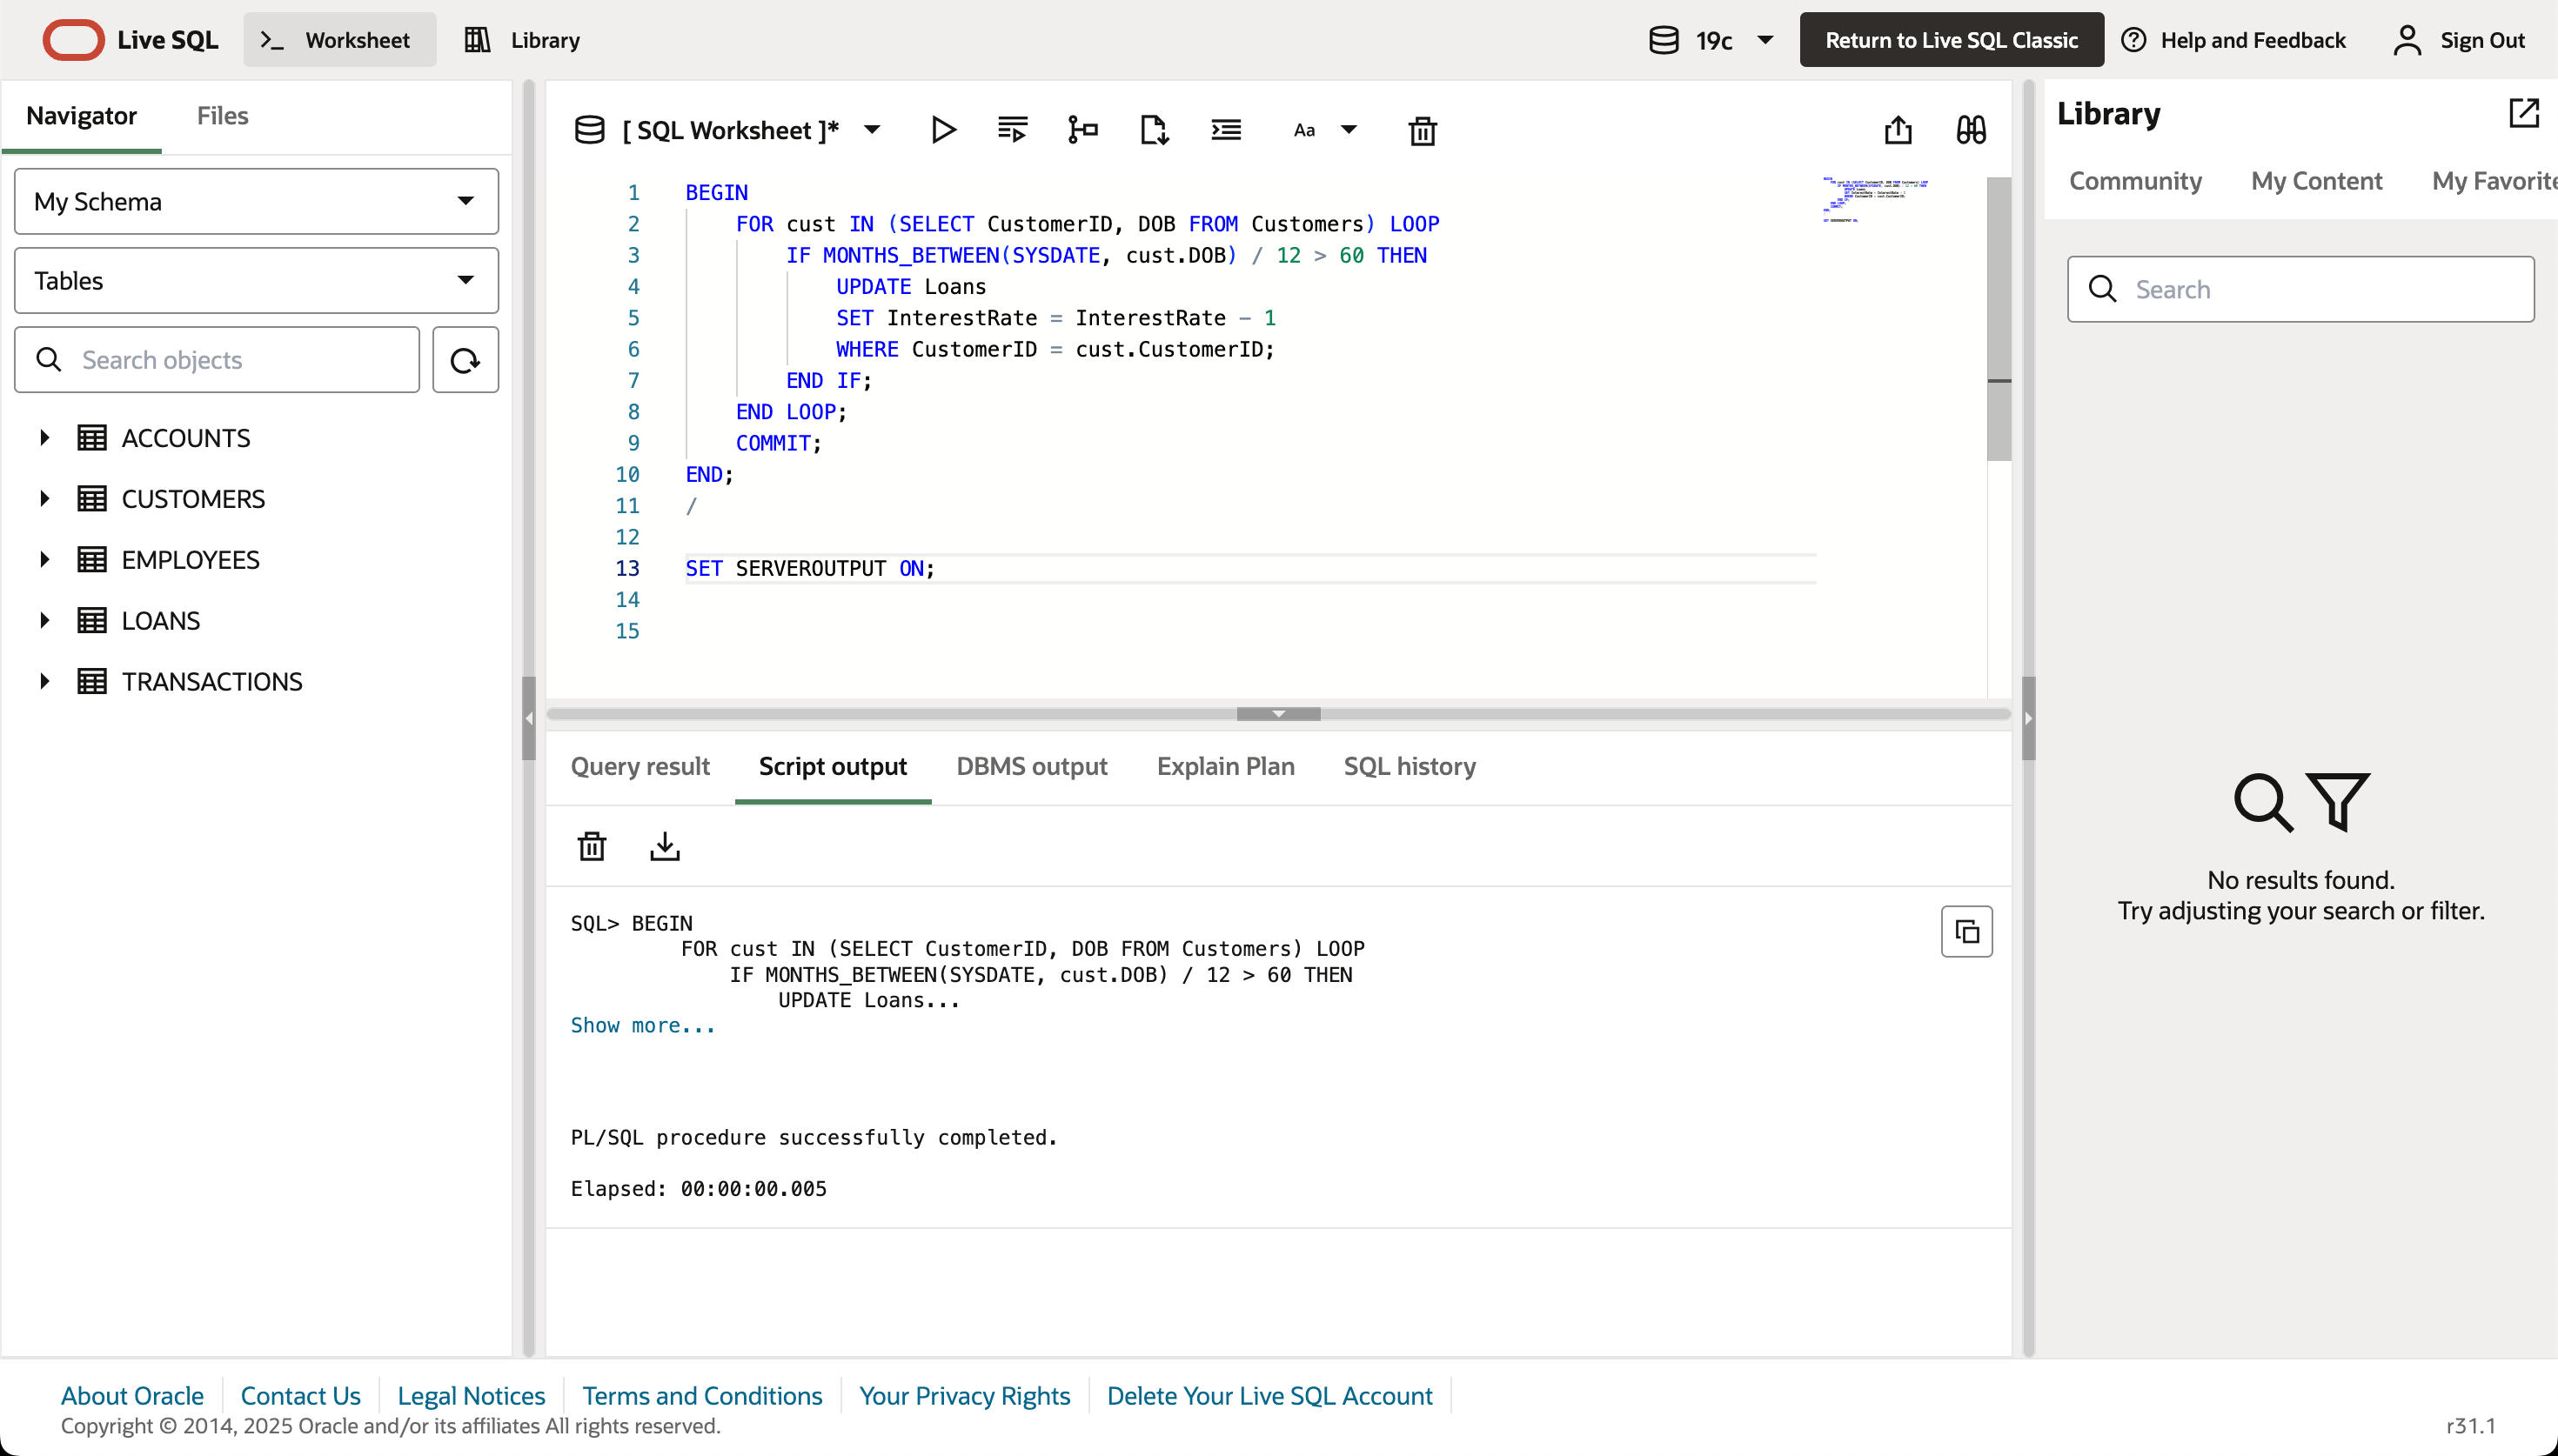 Live SQL
Worksheet
Library
19c
Return to Live SQL Classic
Help and Feedback
Sign Out
Navigator
Files
My Schema
Tables
Search objects
ACCOUNTS
CUSTOMERS
EMPLOYEES
LOANS
TRANSACTIONS
[ SQL Worksheet ]*
Aa
1 BEGIN
2     FOR cust IN (SELECT CustomerID, DOB FROM Customers) LOOP
3         IF MONTHS_BETWEEN(SYSDATE, cust.DOB) / 12 > 60 THEN
4             UPDATE Loans
5             SET InterestRate = InterestRate - 1
6             WHERE CustomerID = cust.CustomerID;
7         END IF;
8     END LOOP;
9     COMMIT;
10 END;
11 /
12
13 SET SERVEROUTPUT ON;
14
15
Query result
Script output
DBMS output
Explain Plan
SQL history
SQL> BEGIN
         FOR cust IN (SELECT CustomerID, DOB FROM Customers) LOOP
             IF MONTHS_BETWEEN(SYSDATE, cust.DOB) / 12 > 60 THEN
                 UPDATE Loans...
Show more...
PL/SQL procedure successfully completed.
Elapsed: 00:00:00.005
Library
Community
My Content
My Favorite
Search
No results found.
Try adjusting your search or filter.
About Oracle
Contact Us
Legal Notices
Terms and Conditions
Your Privacy Rights
Delete Your Live SQL Account
Copyright © 2014, 2025 Oracle and/or its affiliates All rights reserved.
r31.1